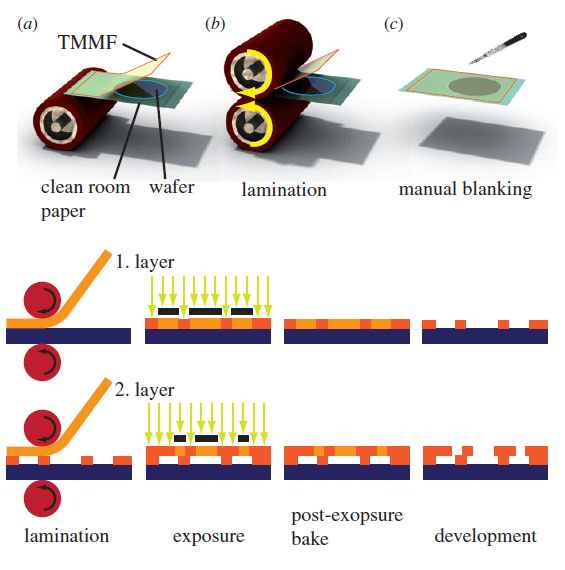 (a)
(b)
(c)
TMMF
clean room
paper
wafer
lamination
manual blanking
1. layer
2. layer
lamination
exposure
post-exopsure
bake
development